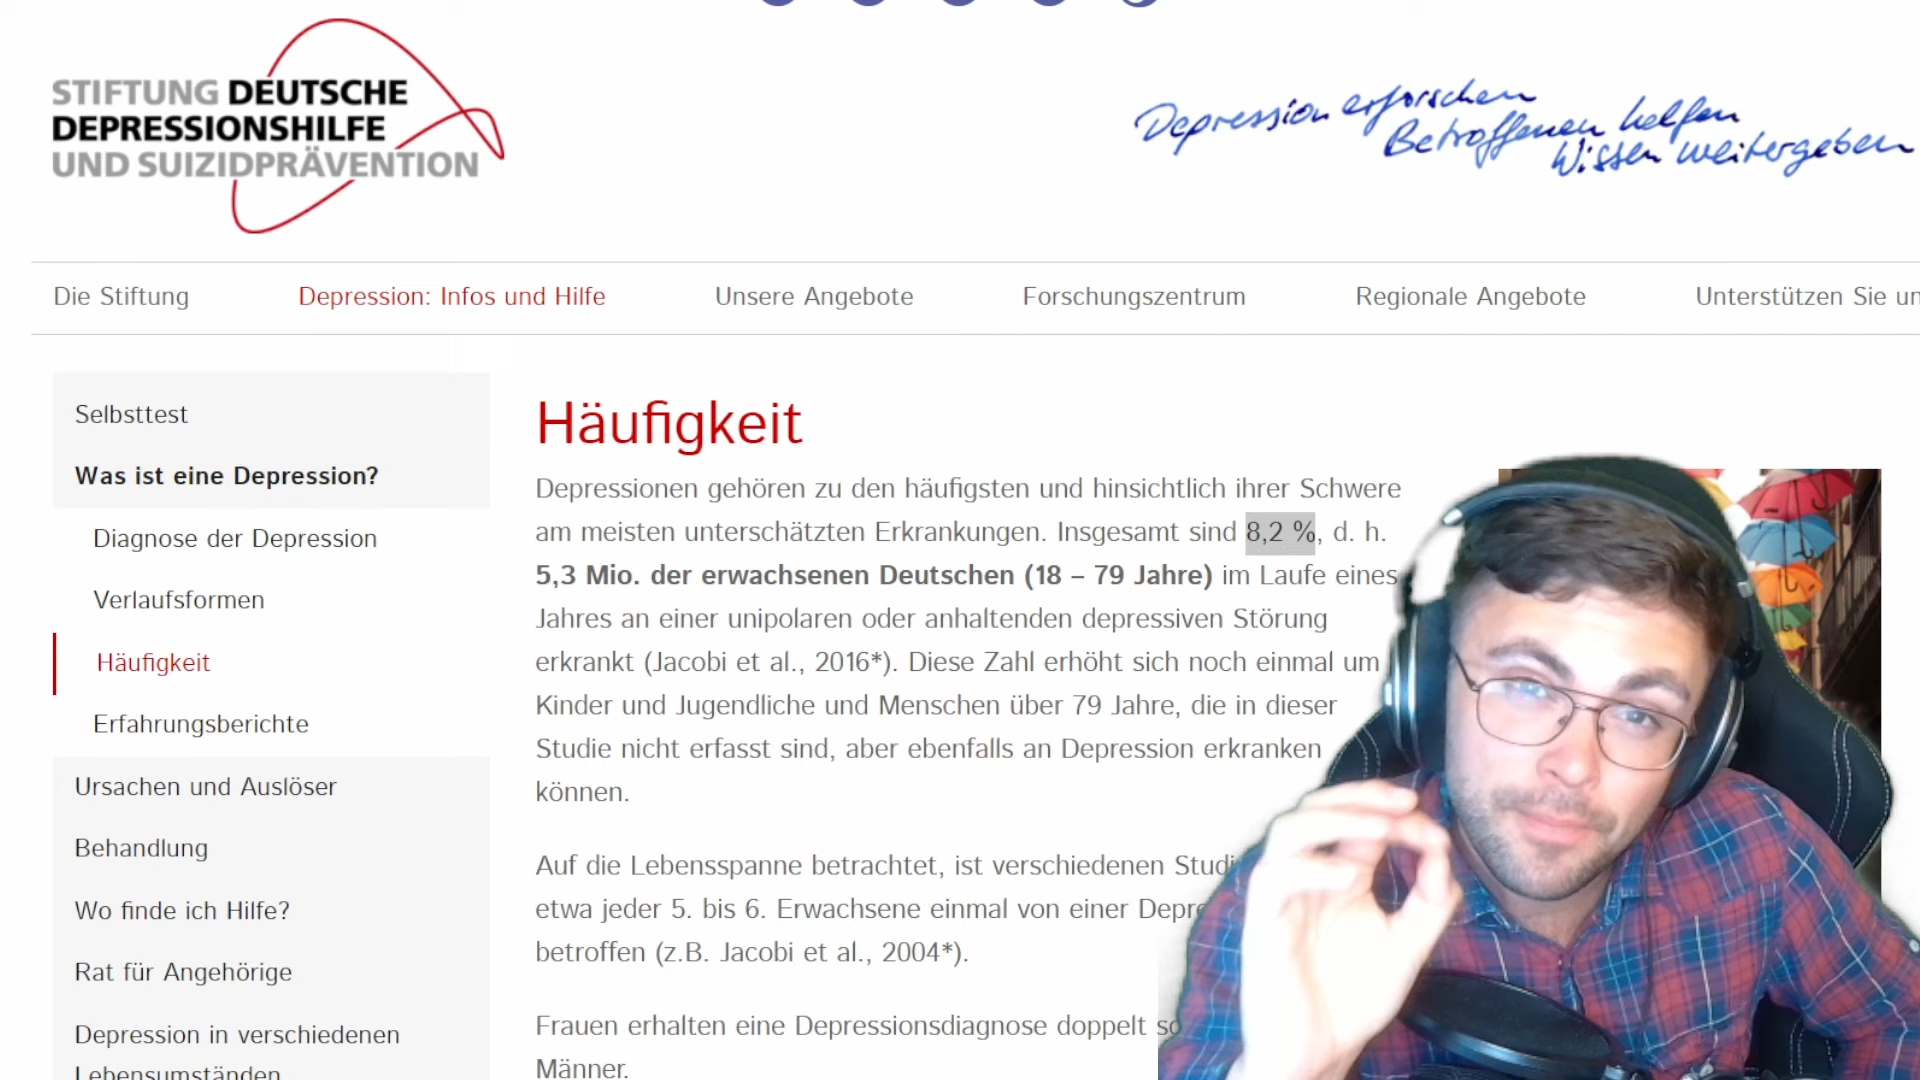 STIFTUNG DEUTSCHE
DEPRESSIONSHILFE
UND SUIZIDPRÄVENTION
Depression erforschen
Betroffenen helfen
Wissen weitergeben
Die Stiftung
Depression: Infos und Hilfe
Unsere Angebote
Forschungszentrum
Regionale Angebote
Unterstützen Sie
Selbsttest
Was ist eine Depression?
Diagnose der Depression
Verlaufsformen
Häufigkeit
Erfahrungsberichte
Ursachen und Auslöser
Behandlung
Wo finde ich Hilfe?
Rat für Angehörige
Depression in verschiedenen
Lebensumständen
Häufigkeit
Depressionen gehören zu den häufigsten und hinsichtlich ihrer Schwere
am meisten unterschätzten Erkrankungen. Insgesamt sind 8,2 %, d. h.
5,3 Mio. der erwachsenen Deutschen (18 – 79 Jahre) im Laufe eines
Jahres an einer unipolaren oder anhaltenden depressiven Störung
erkrankt (Jacobi et al., 2016*). Diese Zahl erhöht sich noch einmal um
Kinder und Jugendliche und Menschen über 79 Jahre, die in dieser
Studie nicht erfasst sind, aber ebenfalls an Depression erkranken
können.
Auf die Lebensspanne betrachtet, ist verschiedenen
etwa jeder 5. bis 6. Erwachsene einmal von einer
betroffen (z.B. Jacobi et al., 2004*).
Frauen erhalten eine Depressionsdiagnose doppelt
Männer.